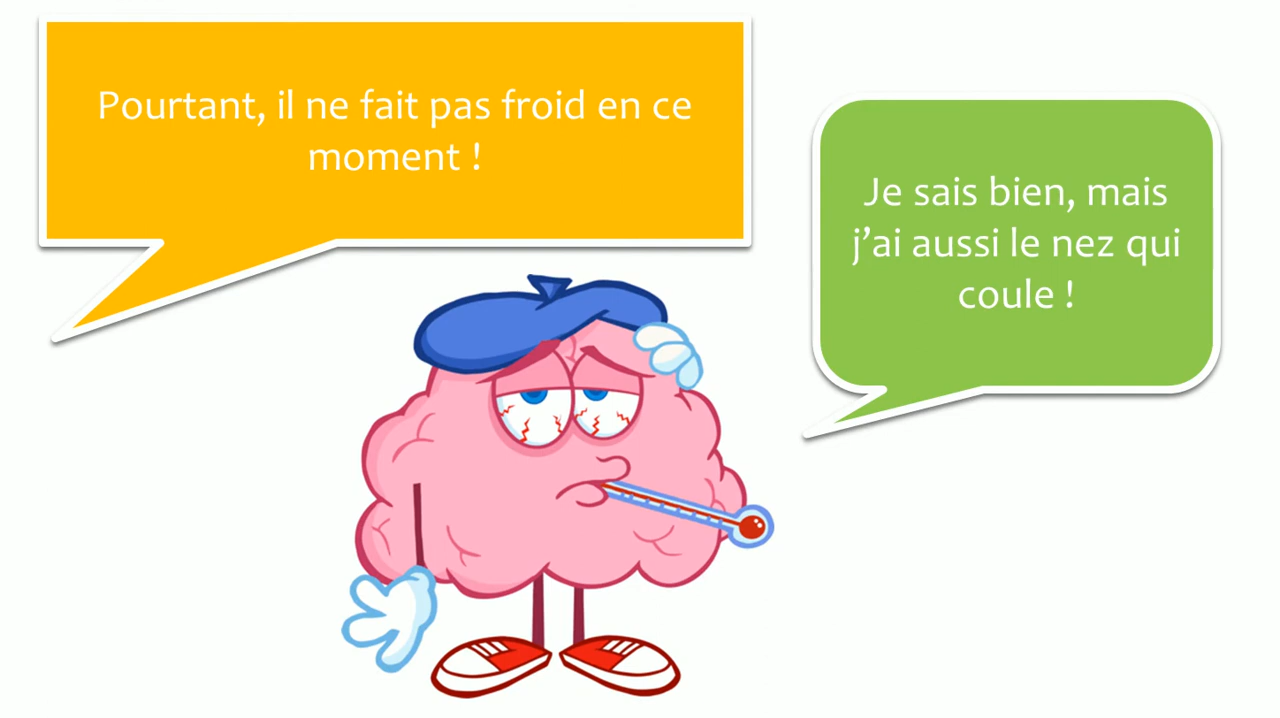 Pourtant, il ne fait pas froid en ce
moment !
Je sais bien, mais
j’ai aussi le nez qui
coule !